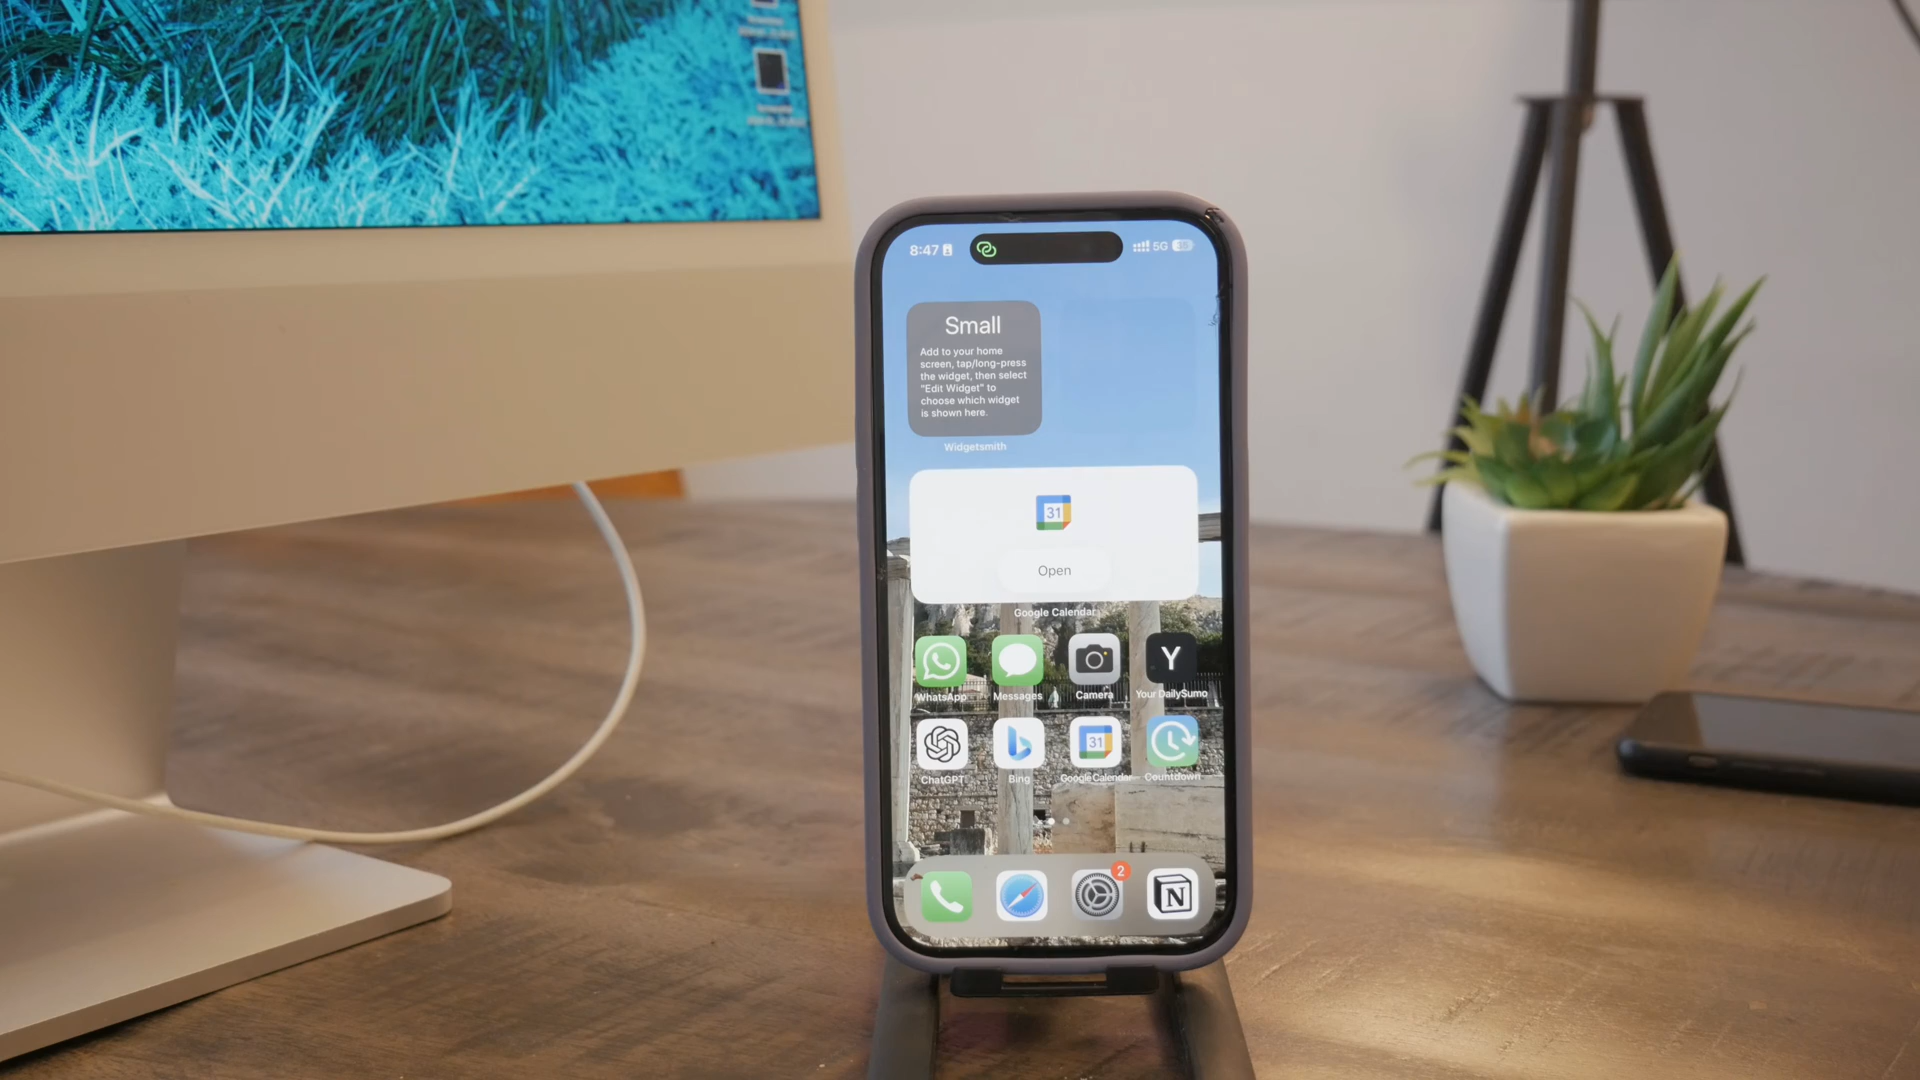 8:47
5G
Small
Add to your home
screen, tap/long-press
the widget, then select
"Edit Widget" to
choose which widget
is shown here.
Widgetsmith
31
Open
Google Calendar
Y
WhatsApp
Messages
Camera
Your DailySumo
31
ChatGPT
Bing
Google Calendar
Countdown
2
N